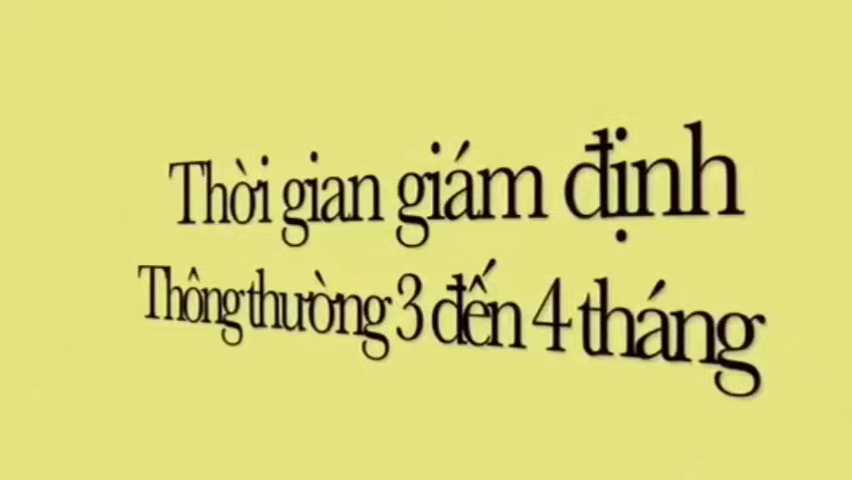 Thời gian giám định
Thông thường 3 đến 4 tháng